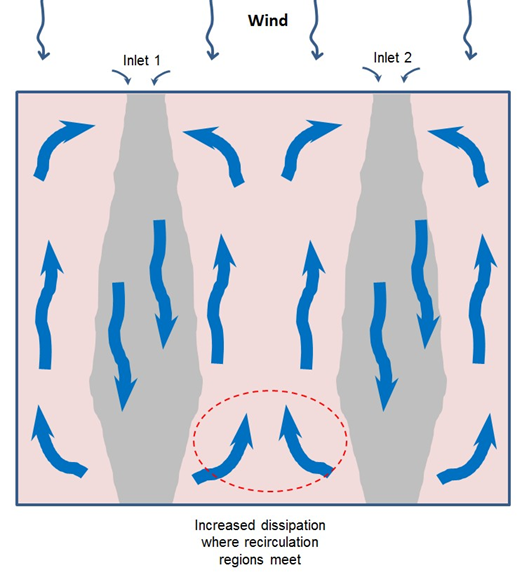 Wind
Inlet 1
Inlet 2
Increased dissipation
where recirculation
regions meet